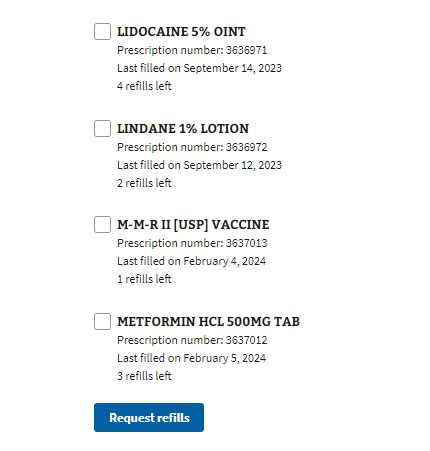 LIDOCAINE 5% OINT
Prescription number: 3636971
Last filled on September 14, 2023
4 refills left
LINDANE 1% LOTION
Prescription number: 3636972
Last filled on September 12, 2023
2 refills left
M-M-R II [USP] VACCINE
Prescription number: 3637013
Last filled on February 4, 2024
1 refills left
METFORMIN HCL 500MG TAB
Prescription number: 3637012
Last filled on February 5, 2024
3 refills left
Request refills